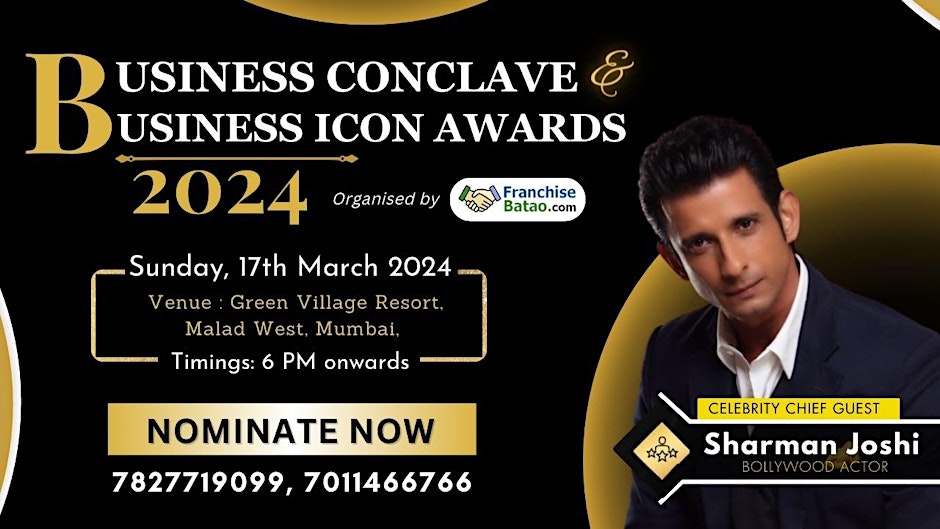 BUSINESS CONCLAVE &
BUSINESS ICON AWARDS
2024
Organised by
Franchise
Batao.com
Sunday, 17th March 2024
Venue : Green Village Resort,
Malad West, Mumbai,
Timings: 6 PM onwards
NOMINATE NOW
7827719099, 7011466766
CELEBRITY CHIEF GUEST
Sharman Joshi
BOLLYWOOD ACTOR